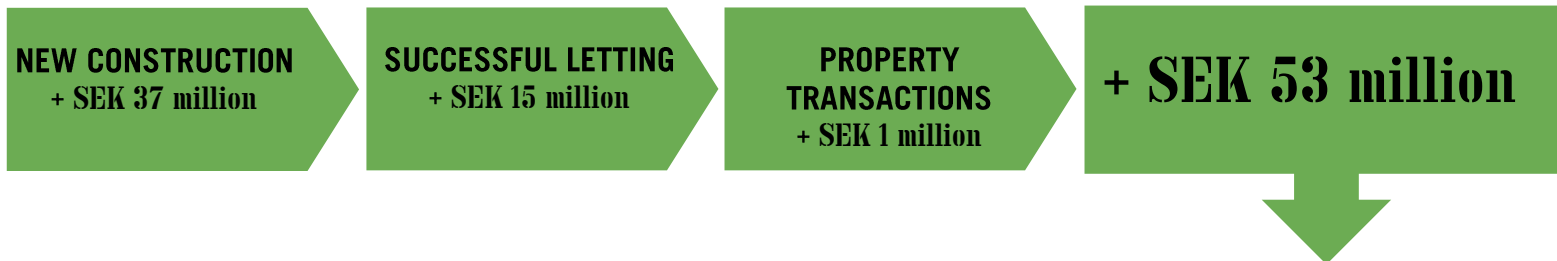 NEW CONSTRUCTION
+ SEK 37 million
SUCCESSFUL LETTING
+ SEK 15 million
PROPERTY
TRANSACTIONS
+ SEK 1 million
+ SEK 53 million